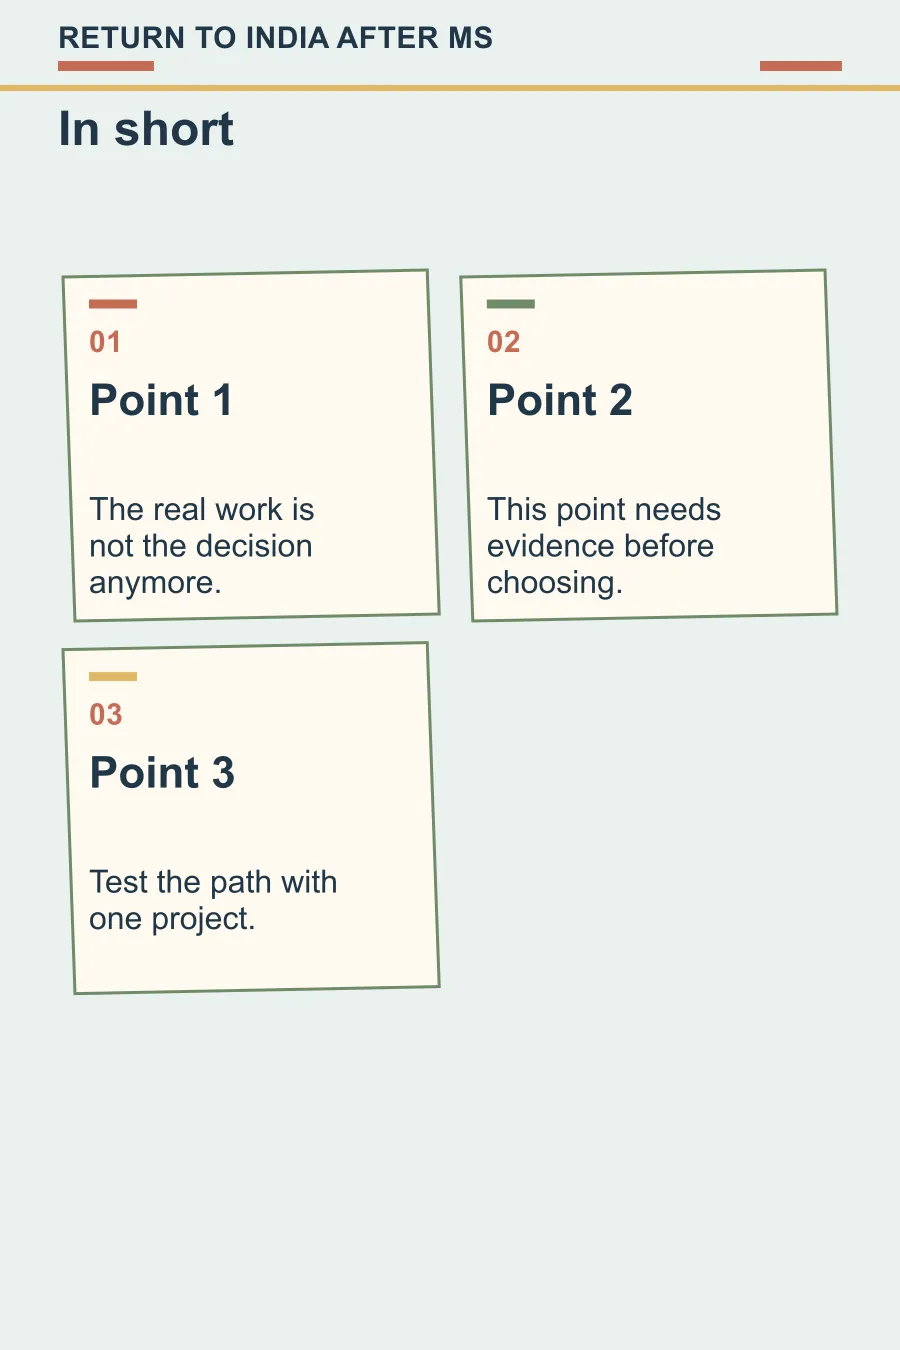 RETURN TO INDIA AFTER MS
In short
01
Point 1
The real work is
not the decision
anymore.
02
Point 2
This point needs
evidence before
choosing.
03
Point 3
Test the path with
one project.